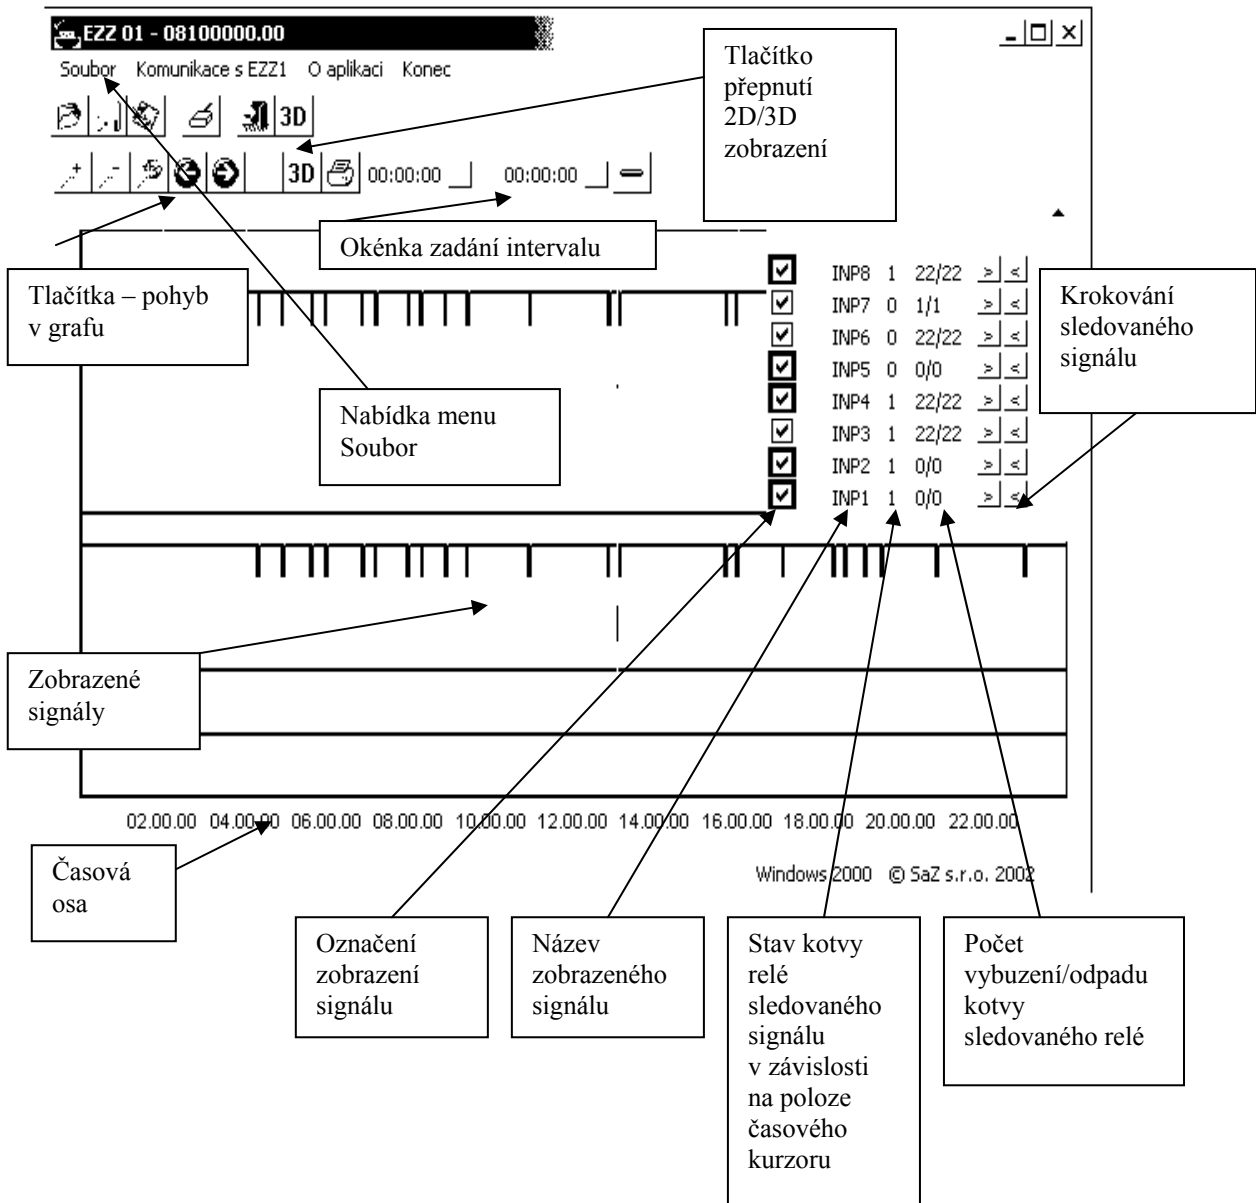 EZZ 01 - 08100000.00
Soubor Komunikace s EZZ1 O aplikaci Konec
3D
3D 00:00:00 00:00:00
Tlačítko
přepnutí
2D/3D
zobrazení
Okénka zadání intervalu
Tlačítka – pohyb
v grafu
Nabídka menu
Soubor
INP8 1 22/22 > <
INP7 0 1/1 > <
INP6 0 22/22 > <
INP5 0 0/0 > <
INP4 1 22/22 > <
INP3 1 22/22 > <
INP2 1 0/0 > <
INP1 1 0/0 > <
Krokování
sledovaného
signálu
Zobrazené
signály
02.00.00 04.00.00 06.00.00 08.00.00 10.00.00 12.00.00 14.00.00 16.00.00 18.00.00 20.00.00 22.00.00
Časová
osa
Windows 2000 © SaZ s.r.o. 2002
Označení
zobrazení
signálu
Název
zobrazeného
signálu
Stav kotvy
relé
sledovaného
signálu
v závislosti
na poloze
časového
kurzoru
Počet
vybuzení/odpadu
kotvy
sledovaného relé